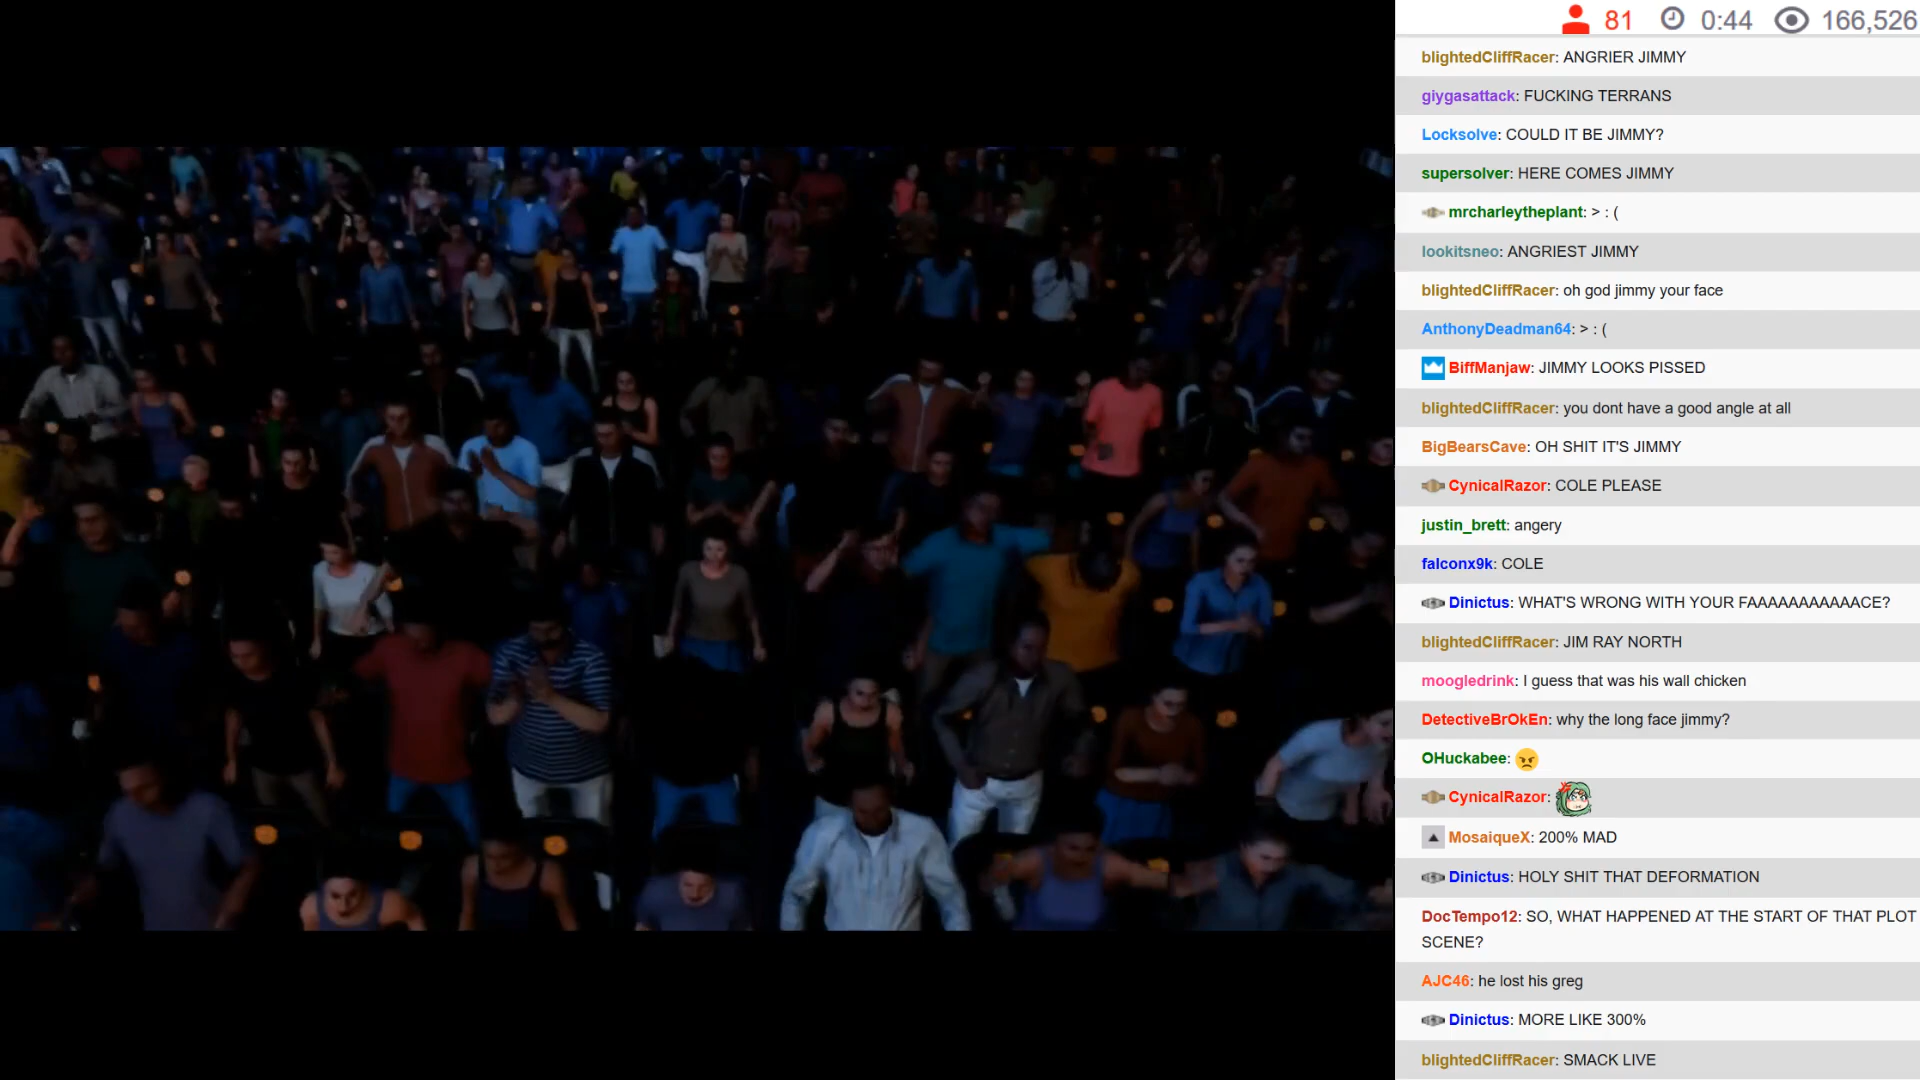 81 0:44 166,526
blightedCliffRacer: ANGRIER JIMMY
giygasattack: FUCKING TERRANS
Locksolve: COULD IT BE JIMMY?
supersolver: HERE COMES JIMMY
mrcharleytheplant: > : (
lookitsneo: ANGRIEST JIMMY
blightedCliffRacer: oh god jimmy your face
AnthonyDeadman64: > : (
BiffManjaw: JIMMY LOOKS PISSED
blightedCliffRacer: you dont have a good angle at all
BigBearsCave: OH SHIT IT'S JIMMY
CynicalRazor: COLE PLEASE
justin_brett: angery
falconx9k: COLE
Dinictus: WHAT'S WRONG WITH YOUR FAAAAAAAAAAACE?
blightedCliffRacer: JIM RAY NORTH
moogledrink: I guess that was his wall chicken
DetectiveBrOkEn: why the long face jimmy?
OHuckabee:
CynicalRazor:
MosaiqueX: 200% MAD
Dinictus: HOLY SHIT THAT DEFORMATION
DocTempo12: SO, WHAT HAPPENED AT THE START OF THAT PLOT
SCENE?
AJC46: he lost his greg
Dinictus: MORE LIKE 300%
blightedCliffRacer: SMACK LIVE